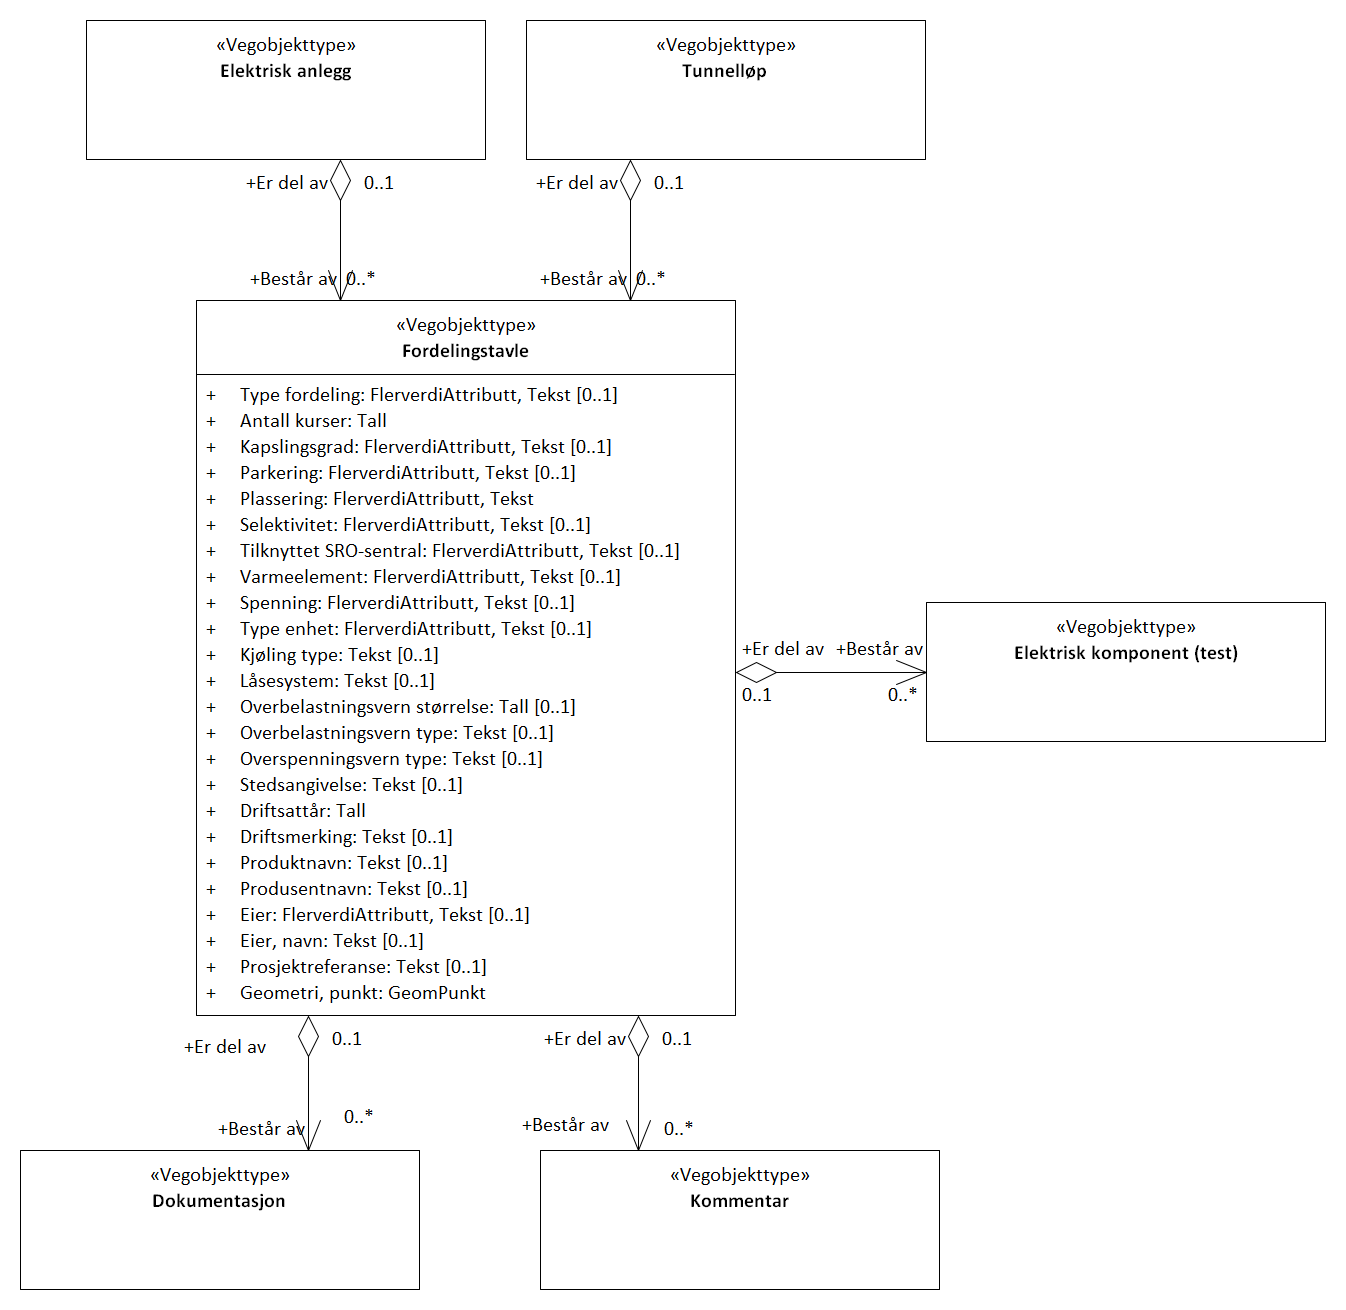 «Vegobjekttype»
Elektrisk anlegg
«Vegobjekttype»
Tunnelløp
+Er del av
0..1
+Er del av
0..1
+Består av
0..*
+Består av
0..*
«Vegobjekttype»
Fordelingstavle
+ Type fordeling: FlerverdiAttributt, Tekst [0..1]
+ Antall kurser: Tall
+ Kapslingsgrad: FlerverdiAttributt, Tekst [0..1]
+ Parkering: FlerverdiAttributt, Tekst [0..1]
+ Plassering: FlerverdiAttributt, Tekst
+ Selektivitet: FlerverdiAttributt, Tekst [0..1]
+ Tilknyttet SRO-sentral: FlerverdiAttributt, Tekst [0..1]
+ Varmeelement: FlerverdiAttributt, Tekst [0..1]
+ Spenning: FlerverdiAttributt, Tekst [0..1]
+ Type enhet: FlerverdiAttributt, Tekst [0..1]
+ Kjøling type: Tekst [0..1]
+ Låsesystem: Tekst [0..1]
+ Overbelastningsvern størrelse: Tall [0..1]
+ Overbelastningsvern type: Tekst [0..1]
+ Overspenningsvern type: Tekst [0..1]
+ Stedsangivelse: Tekst [0..1]
+ Driftsattår: Tall
+ Driftsmerking: Tekst [0..1]
+ Produktnavn: Tekst [0..1]
+ Produsentnavn: Tekst [0..1]
+ Eier: FlerverdiAttributt, Tekst [0..1]
+ Eier, navn: Tekst [0..1]
+ Prosjektreferanse: Tekst [0..1]
+ Geometri, punkt: GeomPunkt
+Er del av
+Består av
0..1
0..*
«Vegobjekttype»
Elektrisk komponent (test)
+Er del av
0..1
+Er del av
0..1
+Består av
0..*
+Består av
0..*
«Vegobjekttype»
Dokumentasjon
«Vegobjekttype»
Kommentar